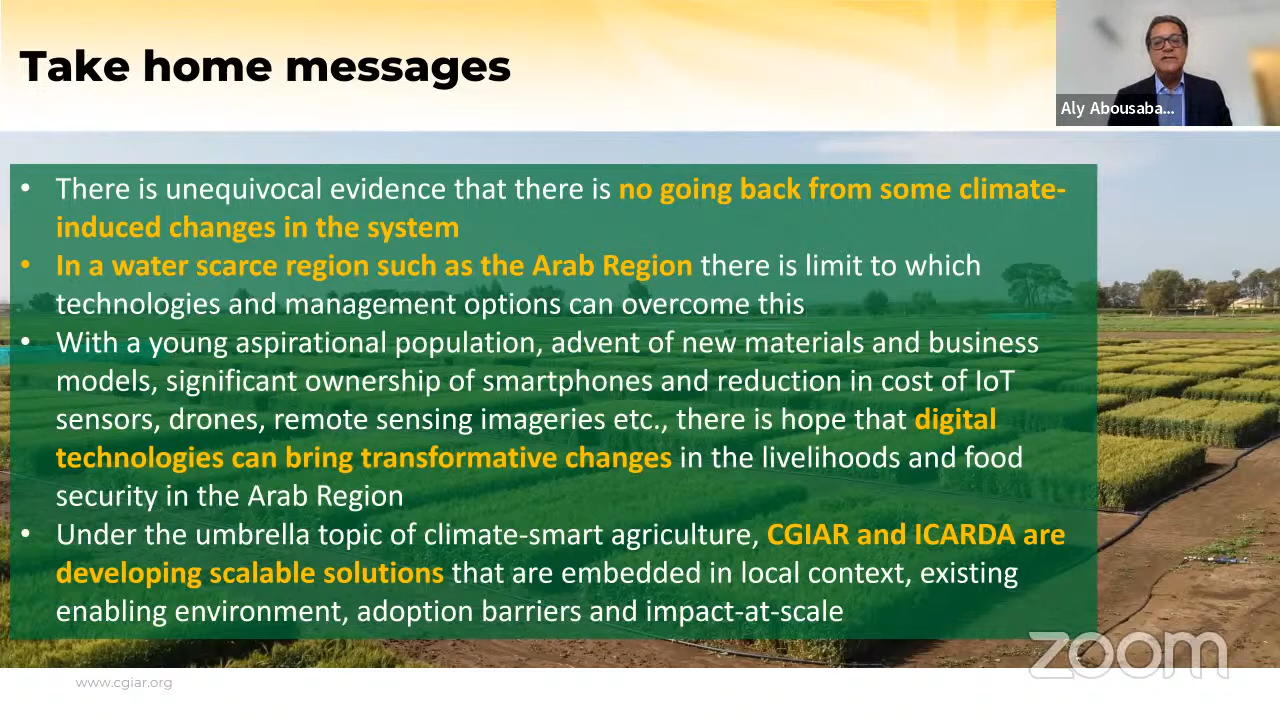 Take home messages
Aly Abousaba...
• There is unequivocal evidence that there is no going back from some climate-
induced changes in the system
• In a water scarce region such as the Arab Region there is limit to which
technologies and management options can overcome this
• With a young aspirational population, advent of new materials and business
models, significant ownership of smartphones and reduction in cost of IoT
sensors, drones, remote sensing imageries etc., there is hope that digital
technologies can bring transformative changes in the livelihoods and food
security in the Arab Region
• Under the umbrella topic of climate-smart agriculture, CGIAR and ICARDA are
developing scalable solutions that are embedded in local context, existing
enabling environment, adoption barriers and impact-at-scale
zoom
www.cgiar.org